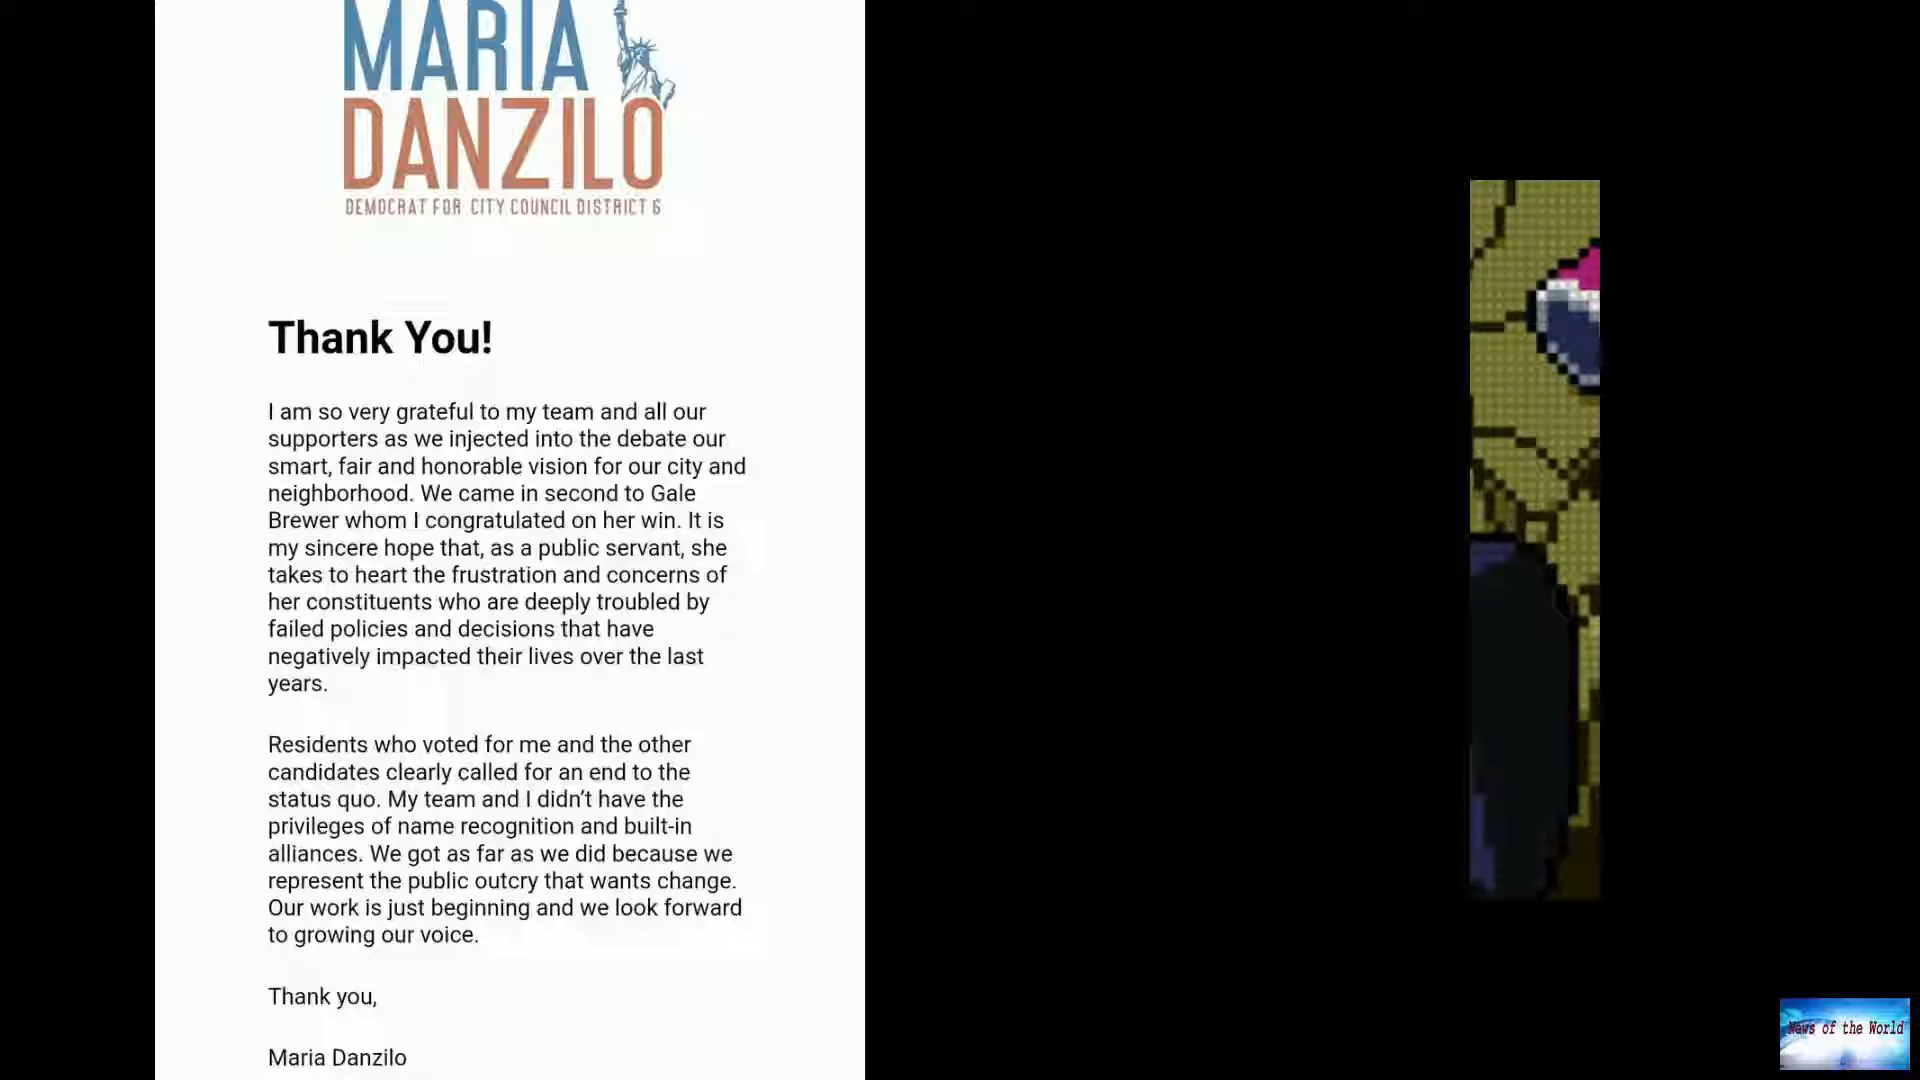 MARIA
DANZILO
DEMOCRAT FOR CITY COUNCIL DISTRICT 6
Thank You!
I am so very grateful to my team and all our
supporters as we injected into the debate our
smart, fair and honorable vision for our city and
neighborhood. We came in second to Gale
Brewer whom I congratulated on her win. It is
my sincere hope that, as a public servant, she
takes to heart the frustration and concerns of
her constituents who are deeply troubled by
failed policies and decisions that have
negatively impacted their lives over the last
years.
Residents who voted for me and the other
candidates clearly called for an end to the
status quo. My team and I didn’t have the
privileges of name recognition and built-in
alliances. We got as far as we did because we
represent the public outcry that wants change.
Our work is just beginning and we look forward
to growing our voice.
Thank you,
Maria Danzilo
News of the World